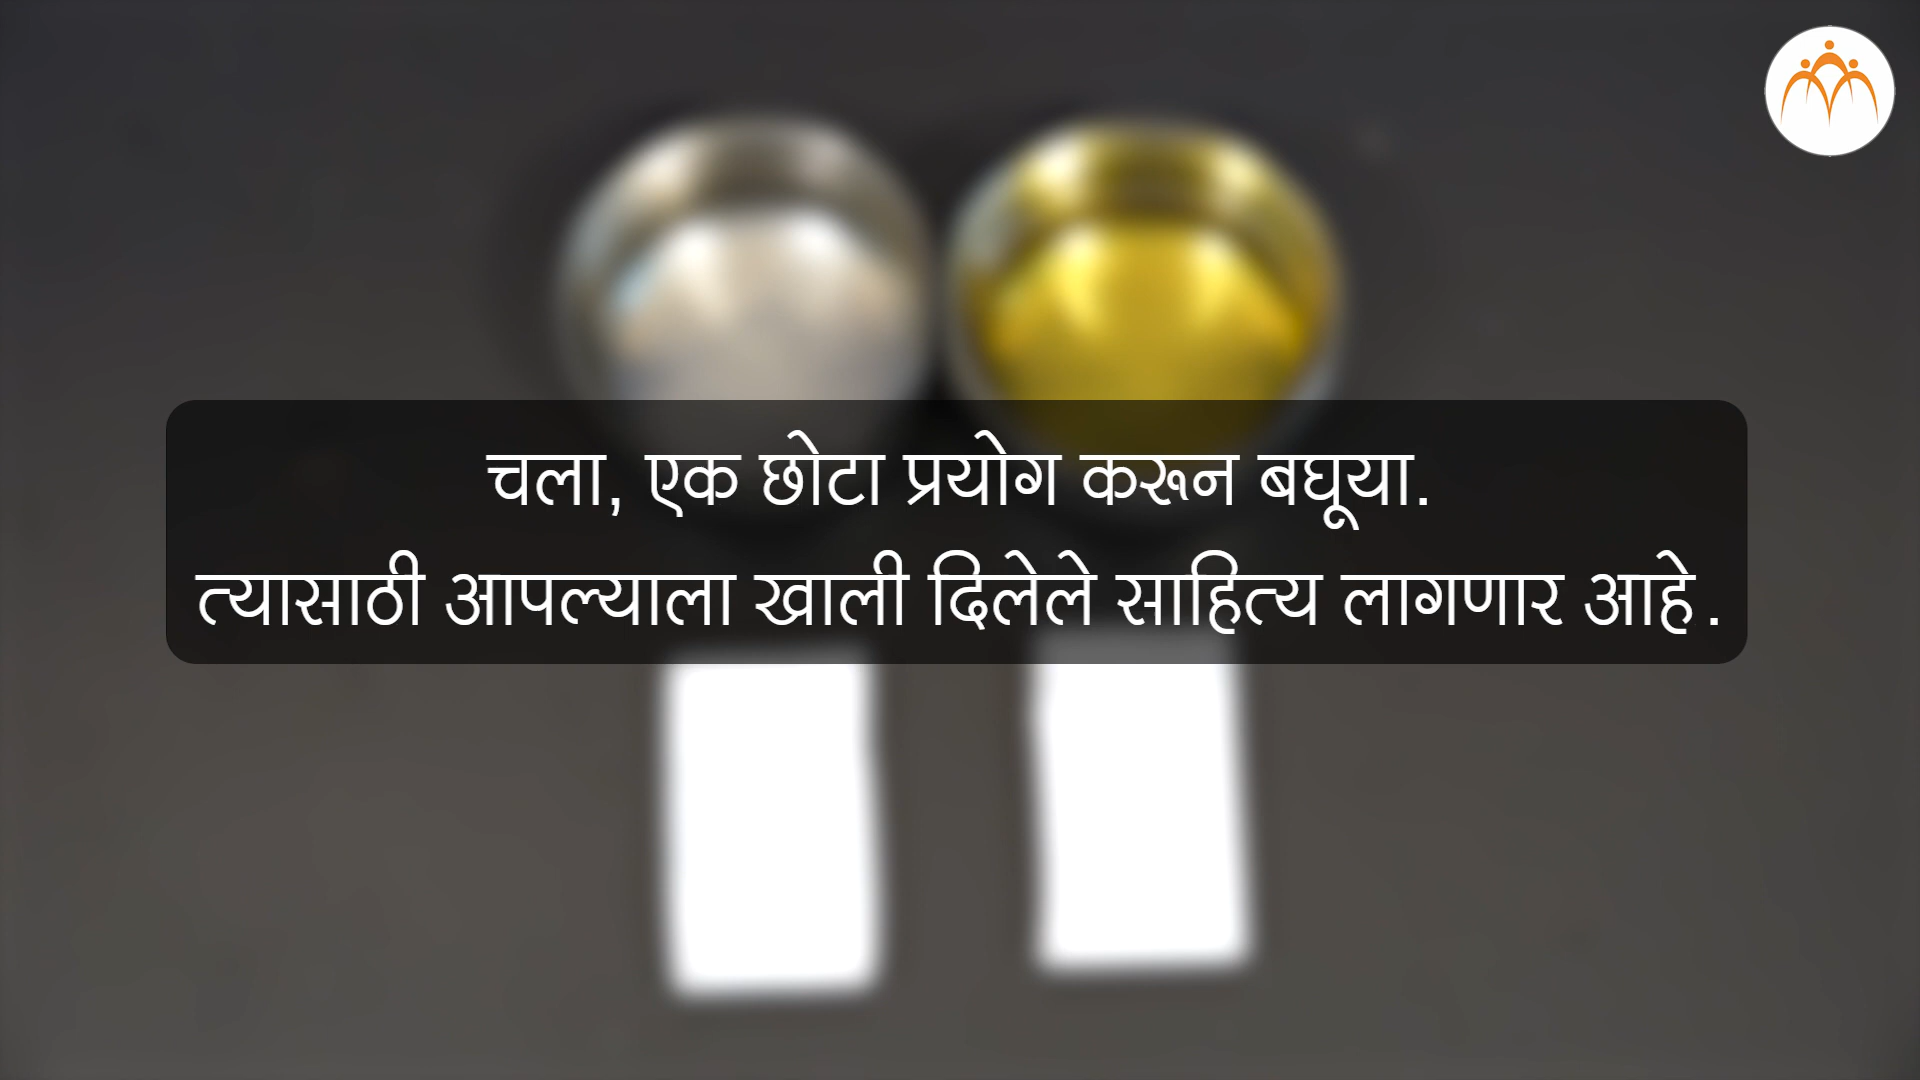 चला, एक छोटा प्रयोग करून बघूया.
त्यासाठी आपल्याला खाली दिलेले साहित्य लागणार आहे.